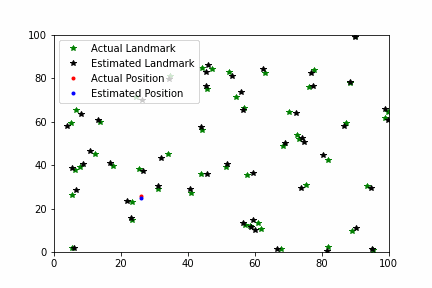 100
80
60
40
20
0
Actual Landmark
Estimated Landmark
Actual Position
Estimated Position
0 20 40 60 80 100